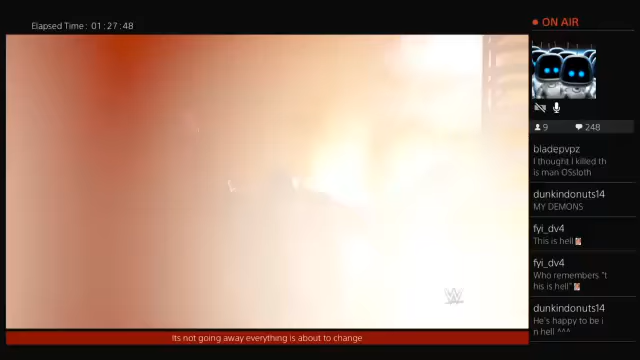 Elapsed Time : 01:27:48
ON AIR
9
248
bladepvpz
I thought I killed th
is man OSsloth
dunkindonuts14
MY DEMONS
fyi_dv4
This is hell
fyi_dv4
Who remembers "t
his is hell"
dunkindonuts14
He's happy to be i
n hell ^^^
W
Its not going away everything is about to change